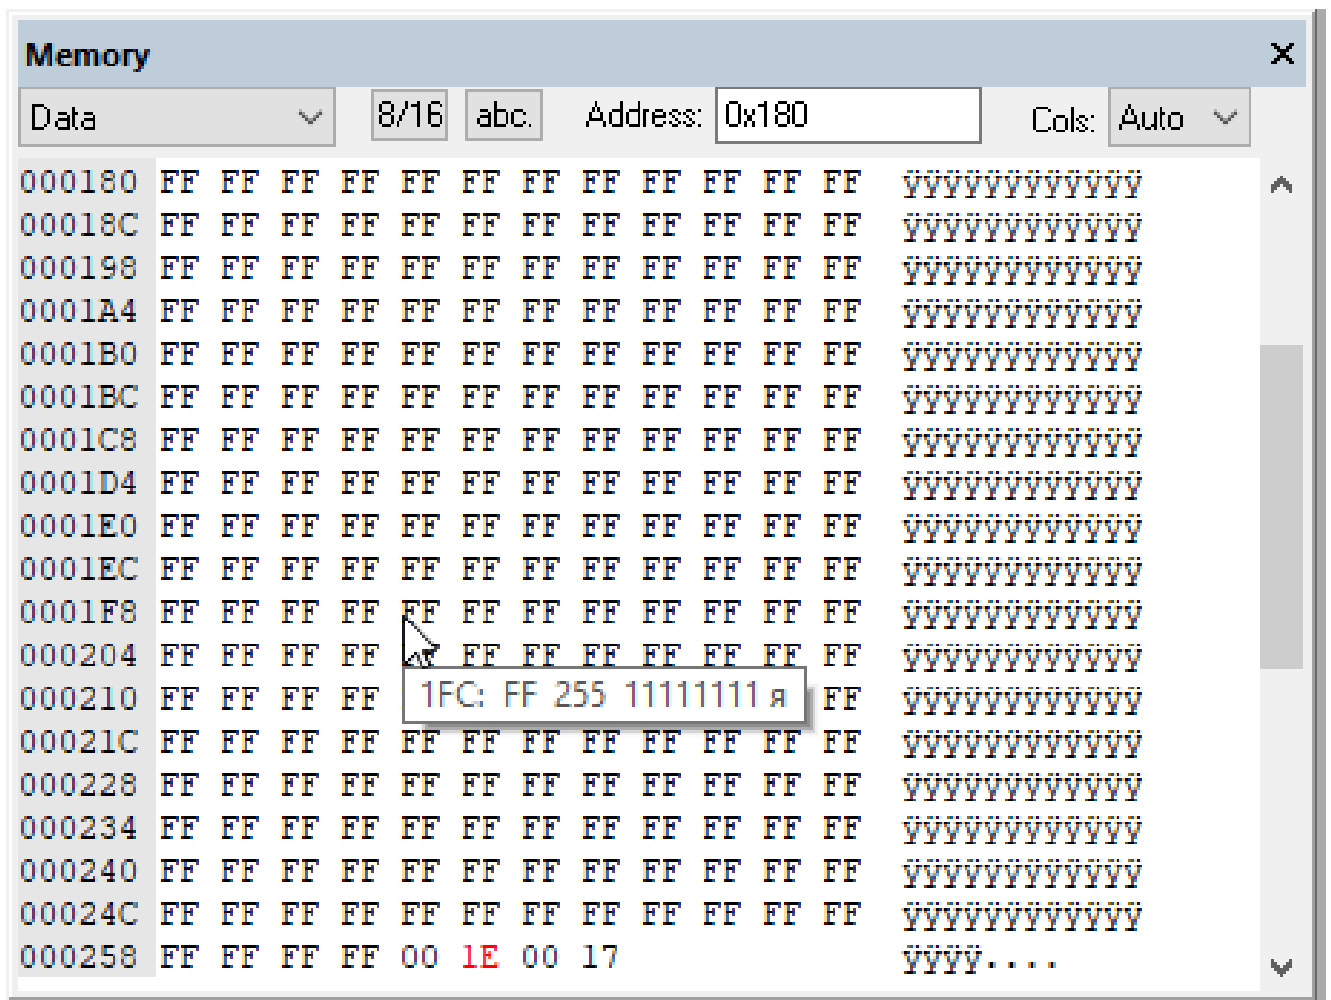 Memory
Data 8/16 abc. Address: 0x180 Cols: Auto
000180 FF FF FF FF FF FF FF FF FF FF FF FF ÿÿÿÿÿÿÿÿÿÿÿÿ
00018C FF FF FF FF FF FF FF FF FF FF FF FF ÿÿÿÿÿÿÿÿÿÿÿÿ
000198 FF FF FF FF FF FF FF FF FF FF FF FF ÿÿÿÿÿÿÿÿÿÿÿÿ
0001A4 FF FF FF FF FF FF FF FF FF FF FF FF ÿÿÿÿÿÿÿÿÿÿÿÿ
0001B0 FF FF FF FF FF FF FF FF FF FF FF FF ÿÿÿÿÿÿÿÿÿÿÿÿ
0001BC FF FF FF FF FF FF FF FF FF FF FF FF ÿÿÿÿÿÿÿÿÿÿÿÿ
0001C8 FF FF FF FF FF FF FF FF FF FF FF FF ÿÿÿÿÿÿÿÿÿÿÿÿ
0001D4 FF FF FF FF FF FF FF FF FF FF FF FF ÿÿÿÿÿÿÿÿÿÿÿÿ
0001E0 FF FF FF FF FF FF FF FF FF FF FF FF ÿÿÿÿÿÿÿÿÿÿÿÿ
0001EC FF FF FF FF FF FF FF FF FF FF FF FF ÿÿÿÿÿÿÿÿÿÿÿÿ
0001F8 FF FF FF FF FF FF FF FF FF FF FF FF ÿÿÿÿÿÿÿÿÿÿÿÿ
000204 FF FF FF FF FF FF FF FF FF FF FF ÿÿÿÿÿÿÿÿÿÿÿÿ
000210 FF FF FF FF FF ÿÿÿÿÿÿÿÿÿÿÿÿ
1FC: FF 255 11111111 я
00021C FF FF FF FF FF FF FF FF FF FF FF FF ÿÿÿÿÿÿÿÿÿÿÿÿ
000228 FF FF FF FF FF FF FF FF FF FF FF FF ÿÿÿÿÿÿÿÿÿÿÿÿ
000234 FF FF FF FF FF FF FF FF FF FF FF FF ÿÿÿÿÿÿÿÿÿÿÿÿ
000240 FF FF FF FF FF FF FF FF FF FF FF FF ÿÿÿÿÿÿÿÿÿÿÿÿ
00024C FF FF FF FF FF FF FF FF FF FF FF FF ÿÿÿÿÿÿÿÿÿÿÿÿ
000258 FF FF FF FF 00 1E 00 17 ÿÿÿÿ....